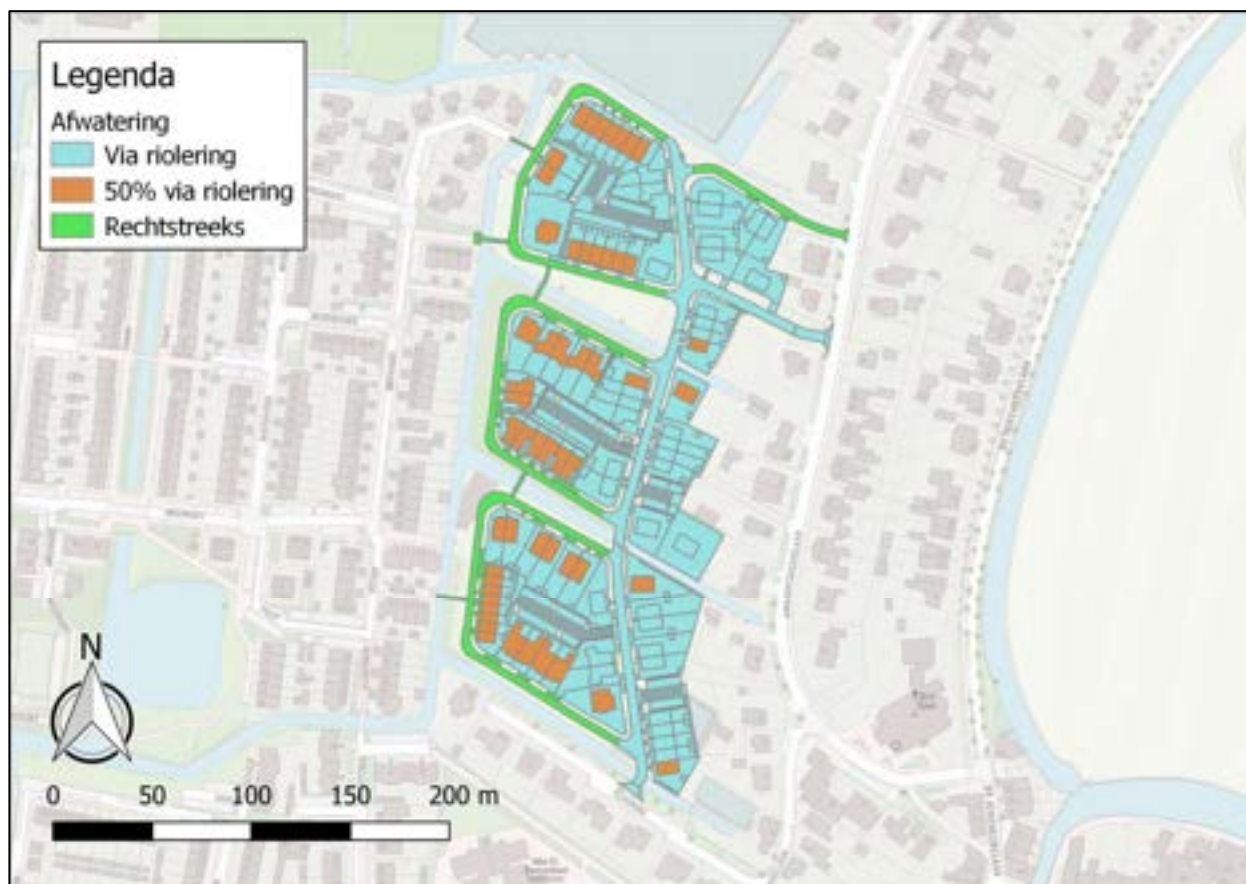 Legenda
Afwatering
Via riolering
50% via riolering
Rechtstreeks
N
0 50 100 150 200 m